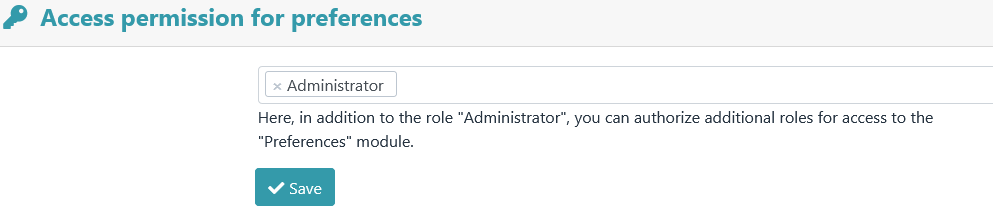 Access permission for preferences
× Administrator
Here, in addition to the role "Administrator", you can authorize additional roles for access to the
"Preferences" module.
Save